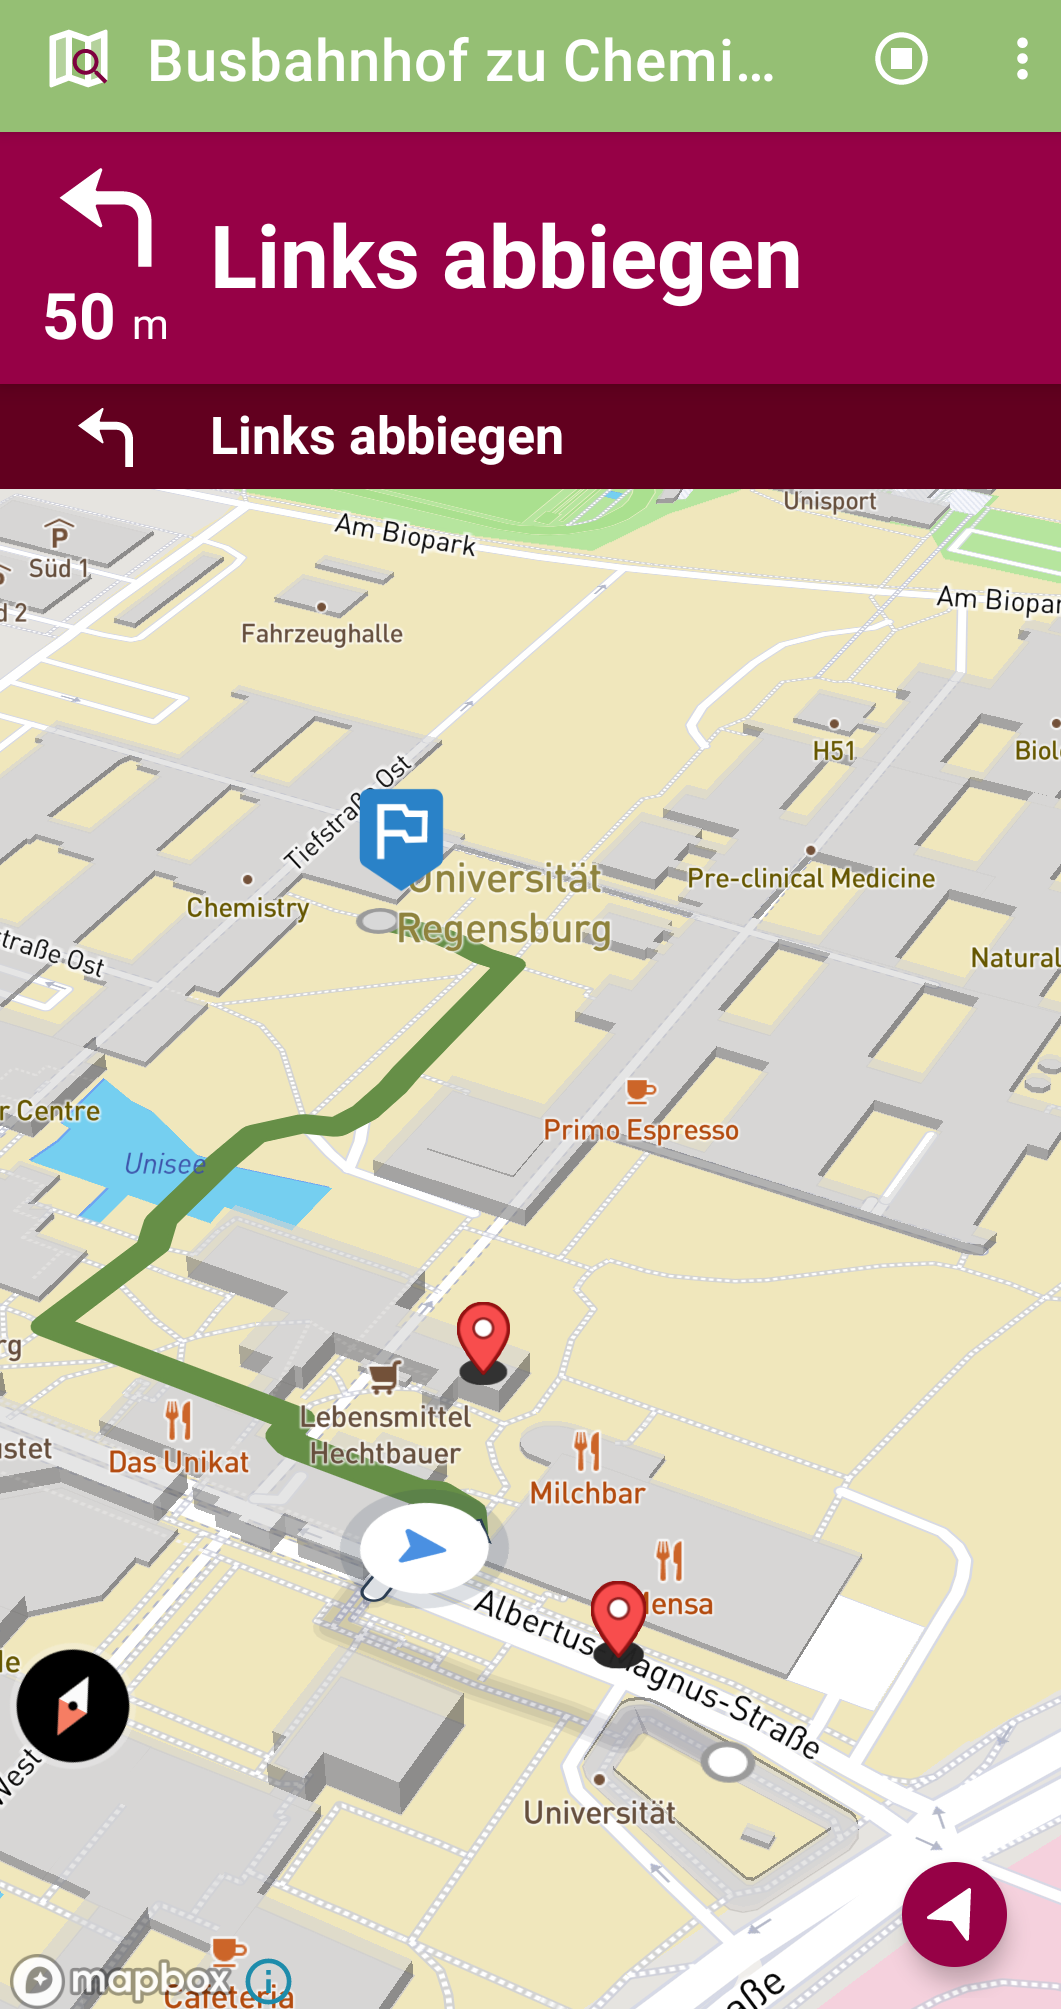 Busbahnhof zu Chemi...
Links abbiegen
50 m
Links abbiegen
Unisport
Am Biopark
P
Süd 1
d 2
Am Biopar
Fahrzeughalle
H51
Biol
Tiefstraße Ost
Universität
Regensburg
Chemistry
Pre-clinical Medicine
traße Ost
Natural
r Centre
Primo Espresso
Unisee
rg
Lebensmittel
Hechtbauer
Das Unikat
stet
Milchbar
Mensa
Albertus-Magnus-Straße
le
West
Universität
mapbox
Cafeteria
aße